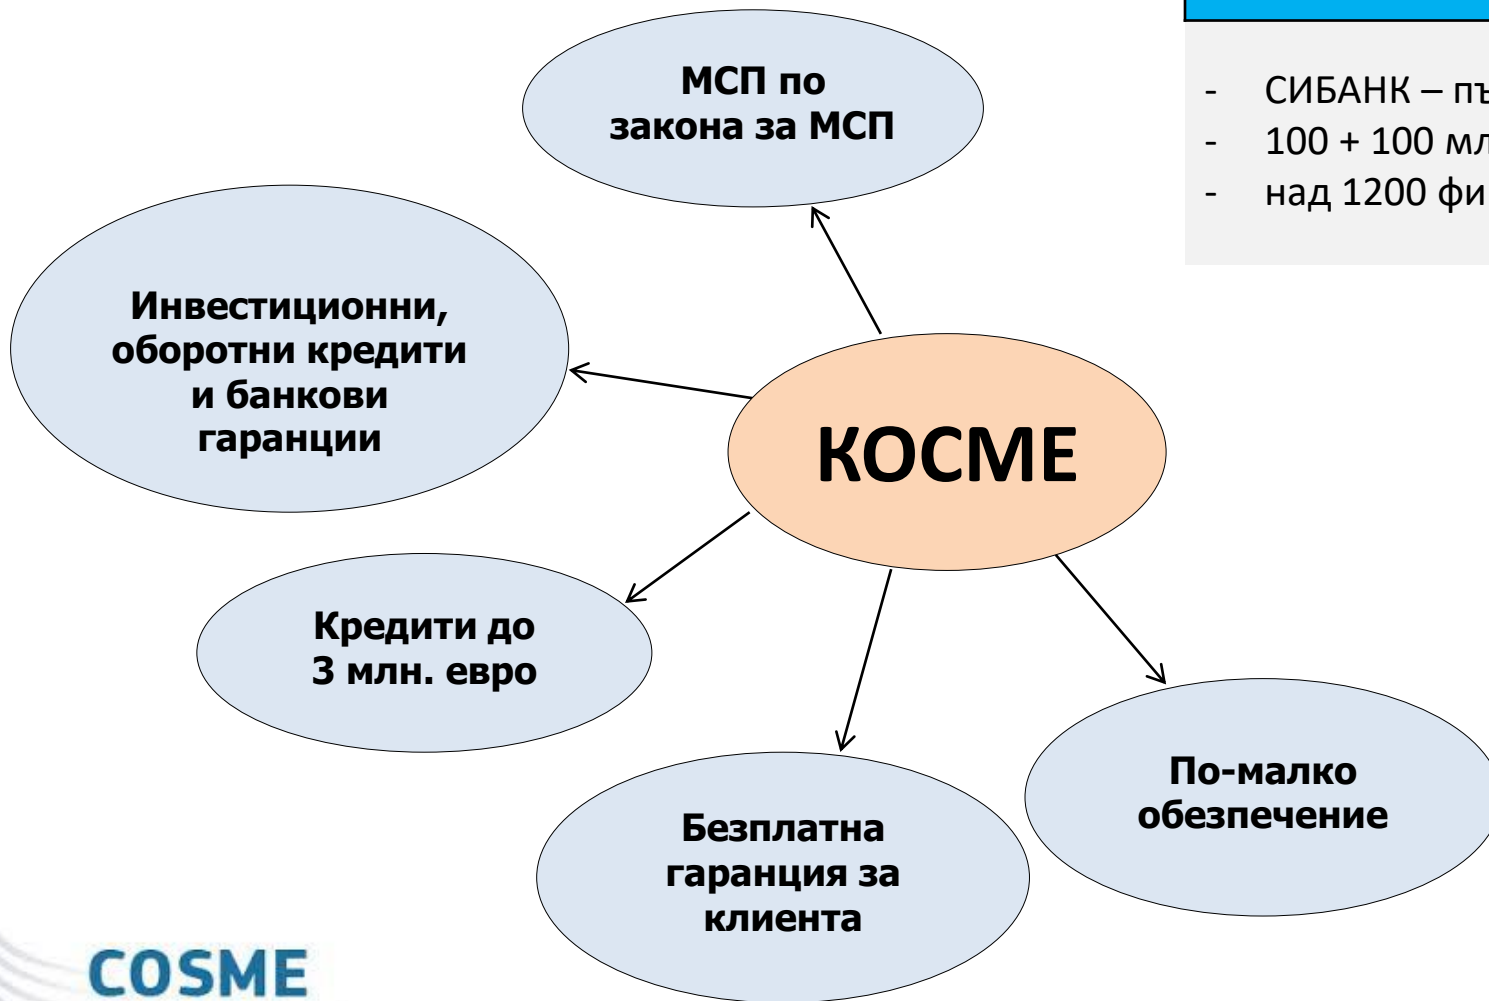 МСП по
закона за МСП
- СИБАНК –
- 100 + 100
- над 1200
Инвестиционни,
оборотни кредити
и банкови
гаранции
КОСМЕ
Кредити до
3 млн. евро
По-малко
обезпечение
Безплатна
гаранция за
клиента
COSME